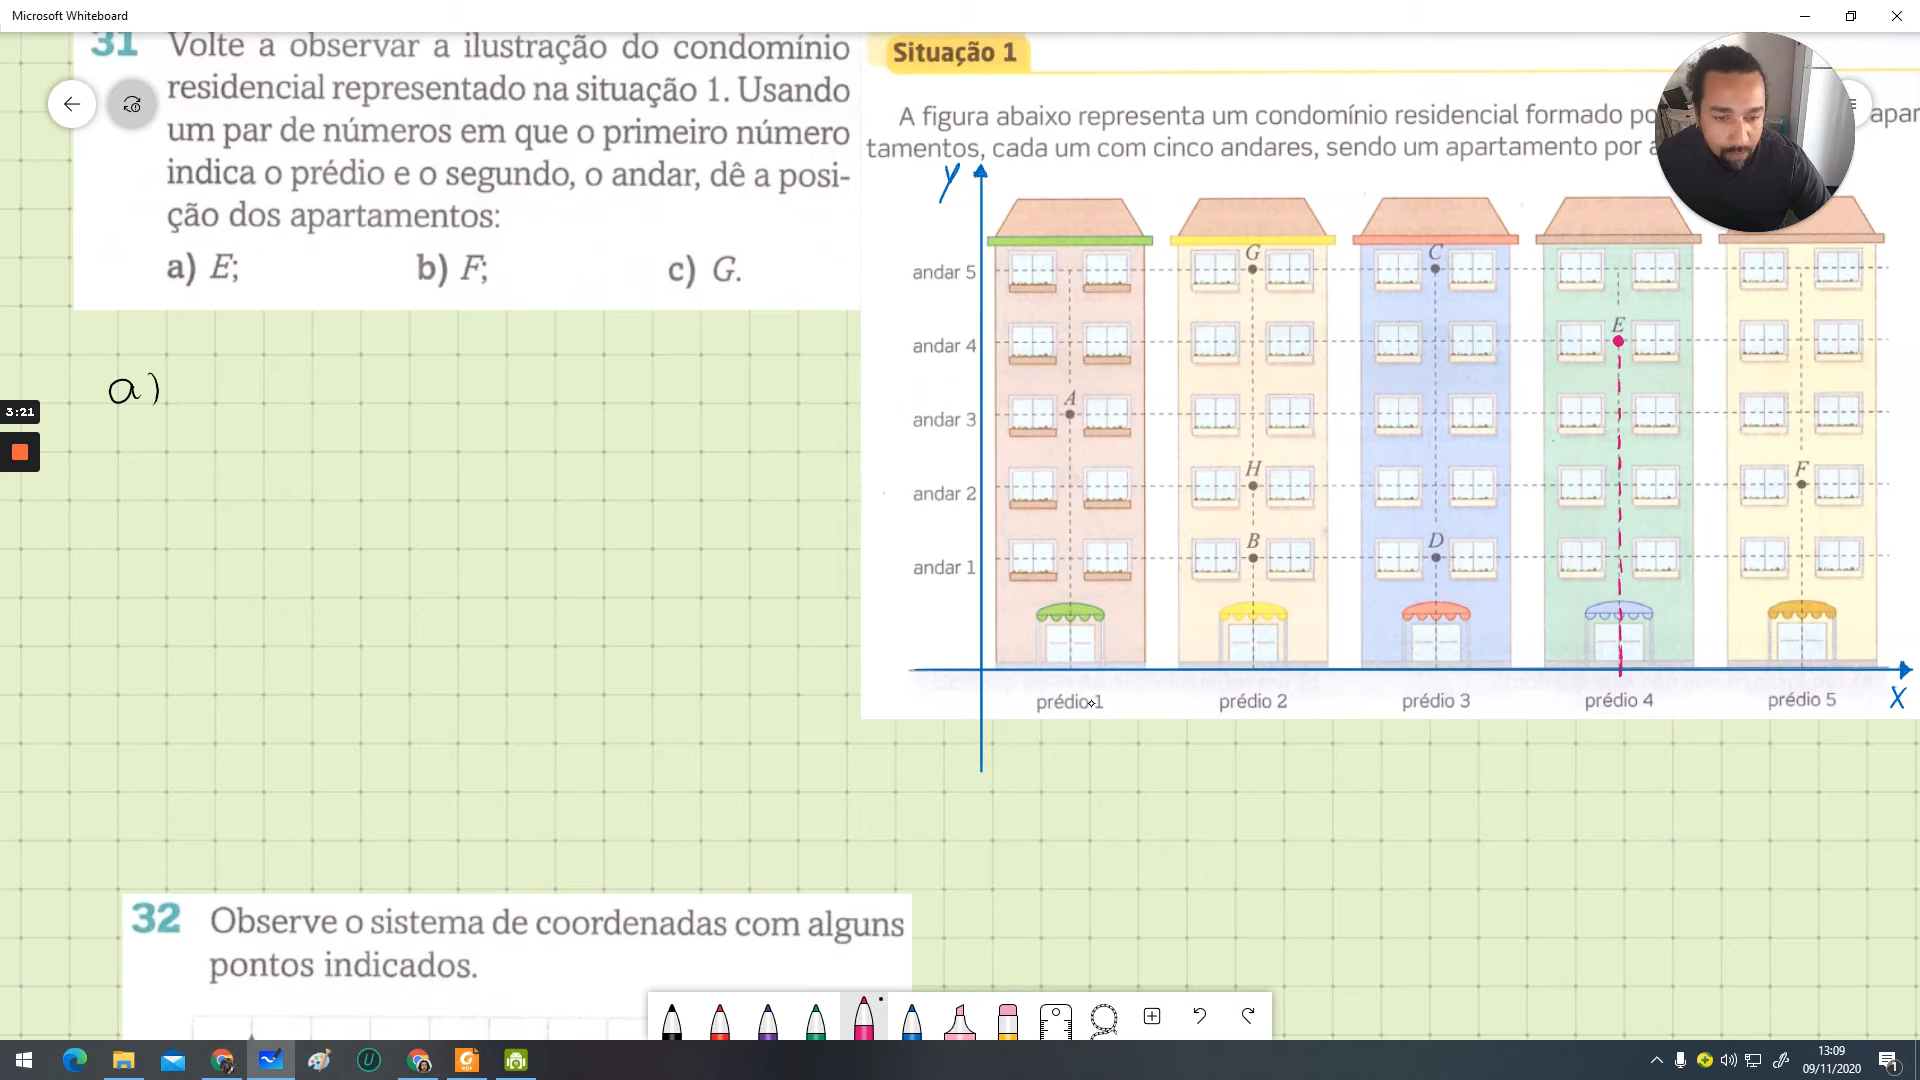 Microsoft Whiteboard
31 Volte a observar a ilustração do condomínio
residencial representado na situação 1. Usando
um par de números em que o primeiro número
indica o prédio e o segundo, o andar, dê a posi-
ção dos apartamentos:
a) E; b) F; c) G.
a)
3:21
Situação 1
A figura abaixo representa um condomínio residencial formado po apar
tamentos, cada um com cinco andares, sendo um apartamento por
y
G C
andar 5
E
andar 4
A
andar 3
H F
andar 2
B D
andar 1
prédio 1 prédio 2 prédio 3 prédio 4 prédio 5 X
32 Observe o sistema de coordenadas com alguns
pontos indicados.
13:09
09/11/2020
1